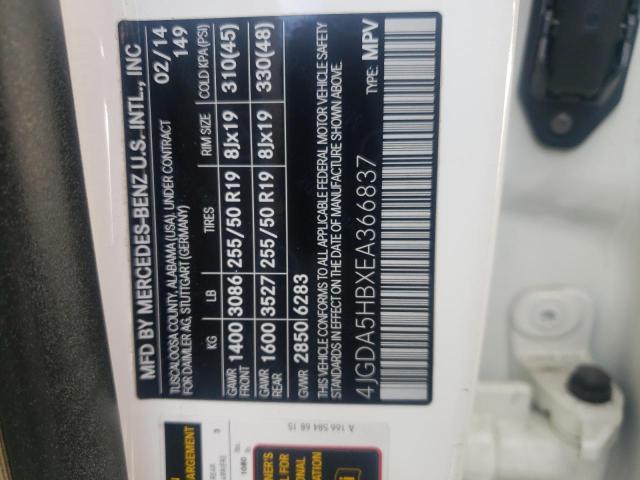 MFD BY MERCEDES-BENZ U.S. INTL., INC
TUSCALOOSA COUNTY, ALABAMA (USA), UNDER CONTRACT 02/14
FOR DAIMLER AG, STUTTGART (GERMANY) 149
KG LB TIRES RIM SIZE COLD KPA(PSI)
GAWR FRONT 1400 3086 255/50 R19 8Jx19 310(45)
GAWR REAR 1600 3527 255/50 R19 8Jx19 330(48)
GVWR 2850 6283
THIS VEHICLE CONFORMS TO ALL APPLICABLE FEDERAL MOTOR VEHICLE SAFETY
STANDARDS IN EFFECT ON THE DATE OF MANUFACTURE SHOWN ABOVE.
4JGDA5HBXEA366837 TYPE: MPV
A 166 584 68 15
REAR
3
1080